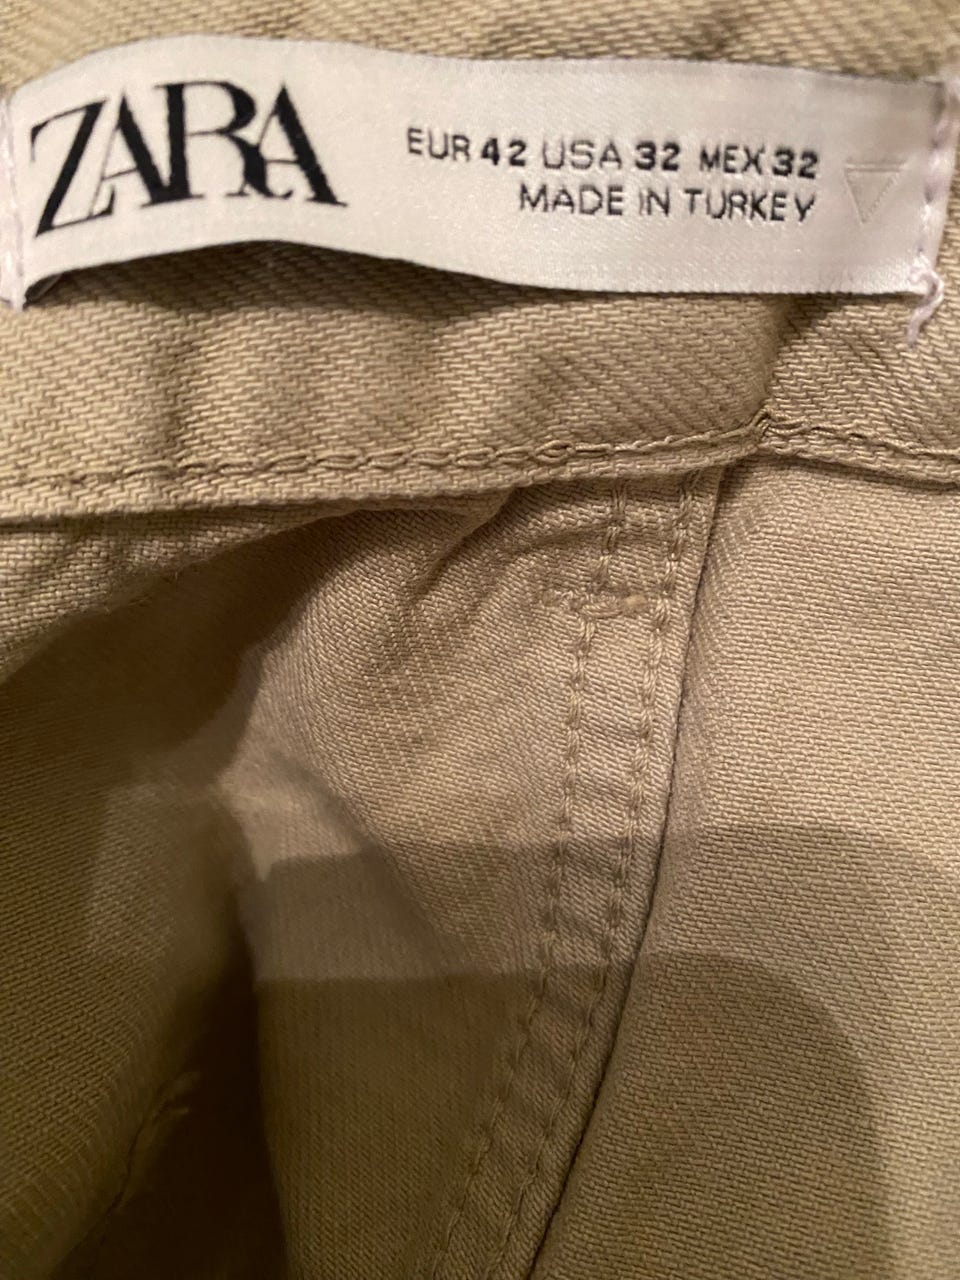 ZARA
EUR 42 USA 32 MEX 32
MADE IN TURKEY